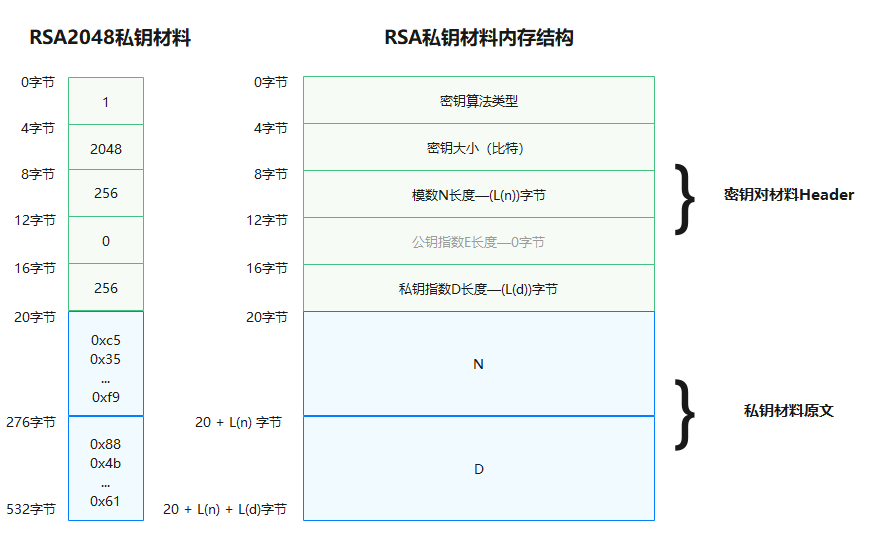 RSA2048私钥材料
RSA私钥材料内存结构
0字节
1
4字节
2048
8字节
256
12字节
0
16字节
256
20字节
0xc5
0x35
...
0xf9
276字节
0x88
0x4b
...
0x61
532字节
0字节
密钥算法类型
4字节
密钥大小（比特）
8字节
模数N长度—(L(n))字节
12字节
公钥指数E长度—0字节
16字节
私钥指数D长度—(L(d))字节
20字节
N
20 + L(n) 字节
D
20 + L(n) + L(d)字节
}
密钥对材料Header
}
私钥材料原文